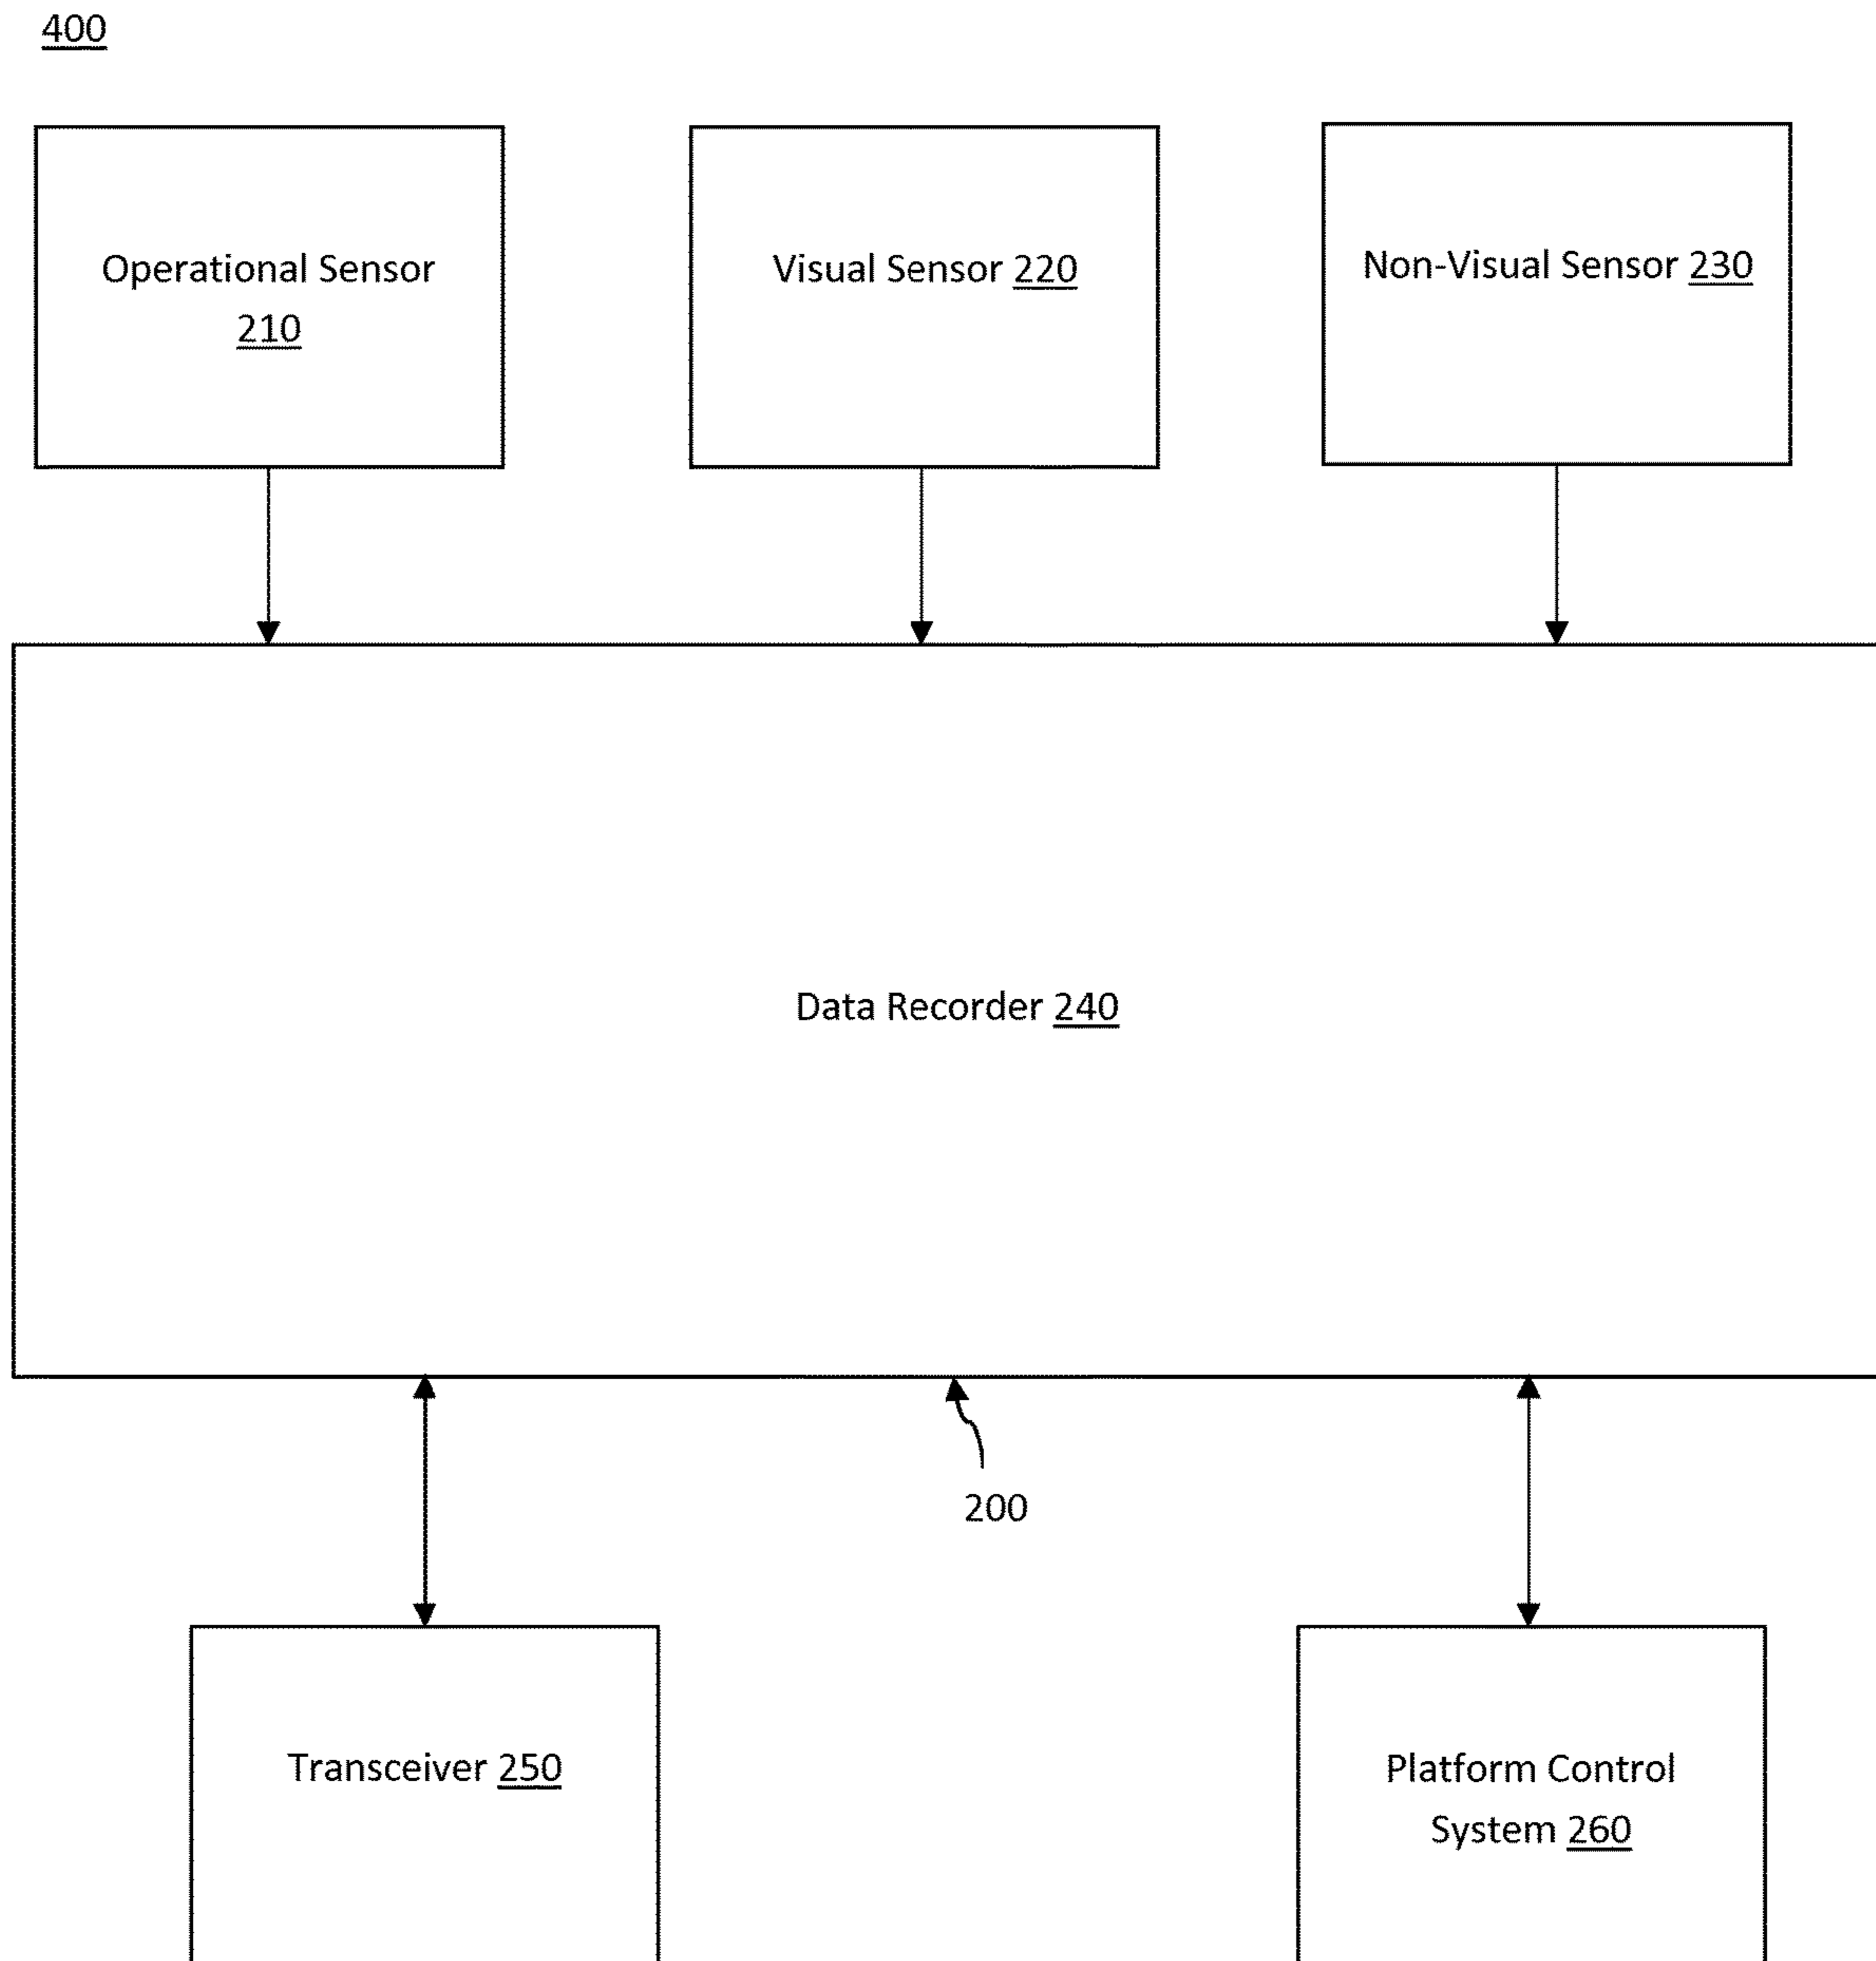 400
Operational Sensor
210
Visual Sensor 220
Non-Visual Sensor 230
Data Recorder 240
200
Transceiver 250
Platform Control
System 260